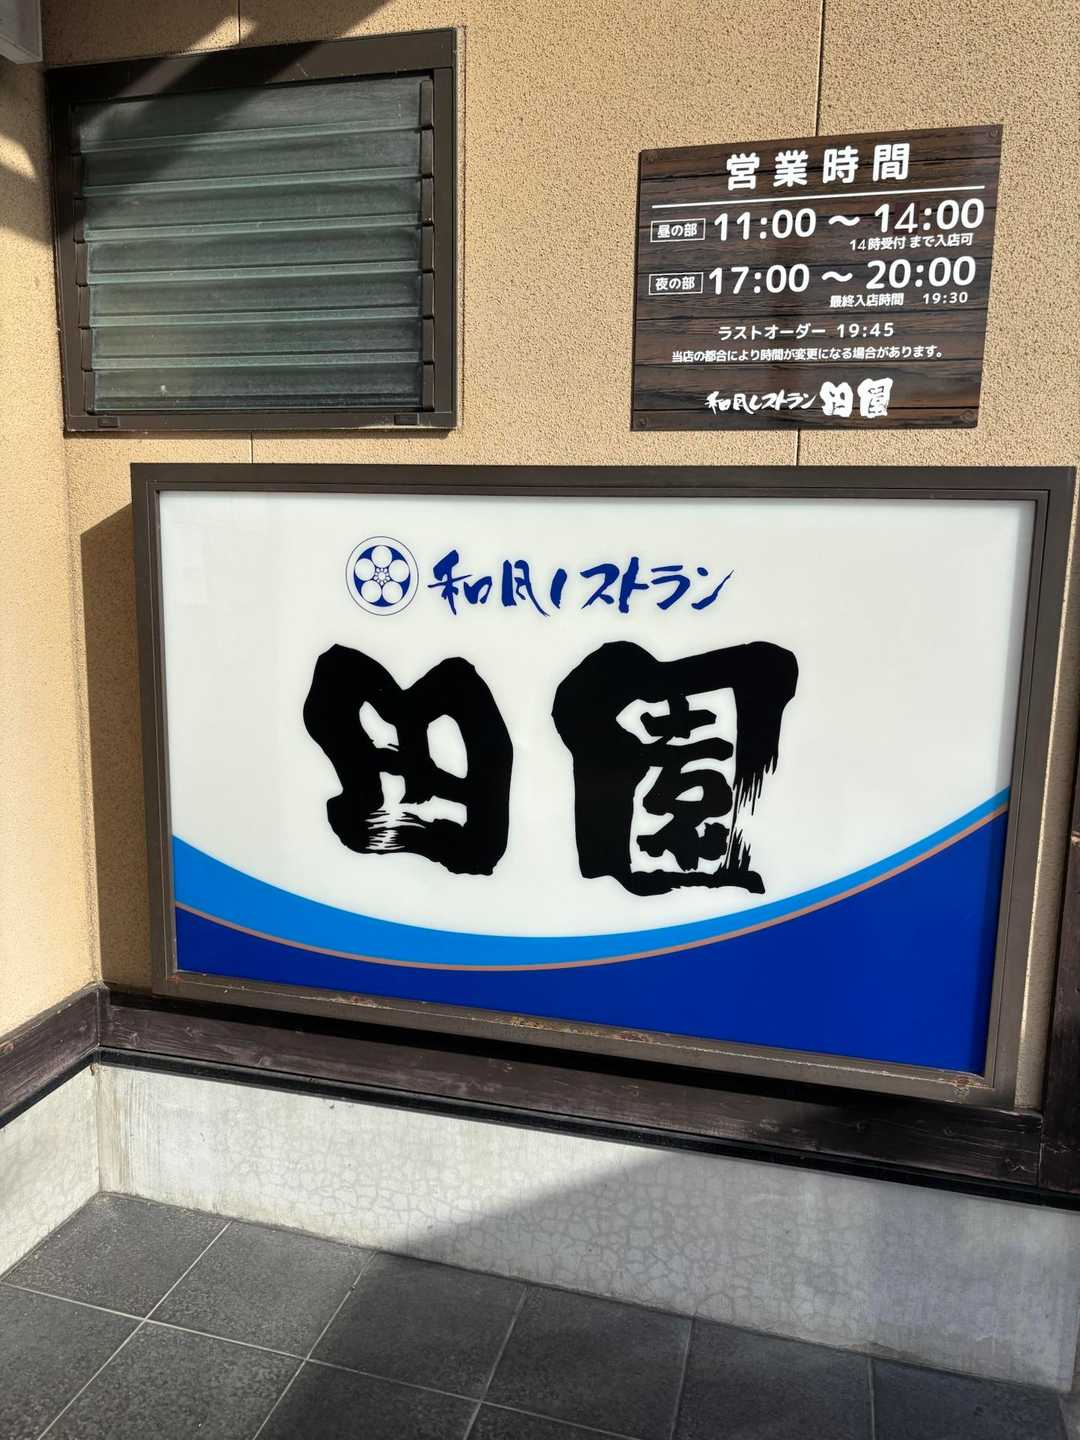 営業時間
昼の部 11:00 〜 14:00
14時受付 まで入店可
夜の部 17:00 〜 20:00
最終入店時間 19:30
ラストオーダー 19:45
当店の都合により時間が変更になる場合があります。
和風レストラン 田園
和風レストラン
田園